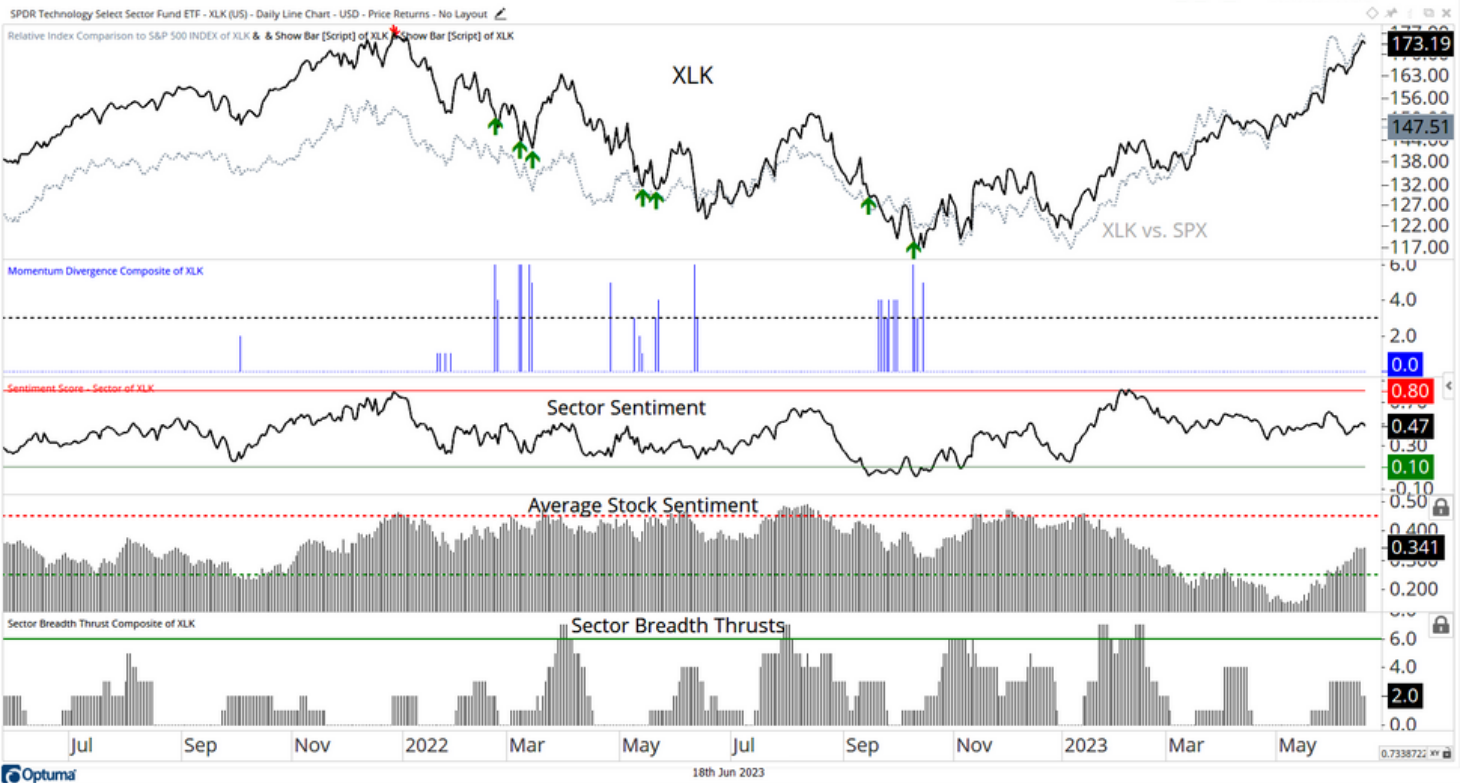 SPDR Technology Select Sector Fund ETF - XLK (US) - Daily Line Chart - USD - Price Returns - No Layout
Relative Index Comparison to S&P 500 INDEX of XLK & & Show Bar [Script] of XLK & Show Bar [Script] of XLK
XLK
173.19
163.00
156.00
147.51
138.00
132.00
127.00
122.00
117.00
XLK vs. SPX
Momentum Divergence Composite of XLK
6.0
4.0
2.0
0.0
Sentiment Score - Sector of XLK
Sector Sentiment
0.80
0.47
0.30
0.10
-0.10
Average Stock Sentiment
0.50
0.400
0.341
0.200
Sector Breadth Thrust Composite of XLK
Sector Breadth Thrusts
6.0
4.0
2.0
0.0
Jul Sep Nov 2022 Mar May Jul Sep Nov 2023 Mar May
0.7338722 XY
Optuma
18th Jun 2023